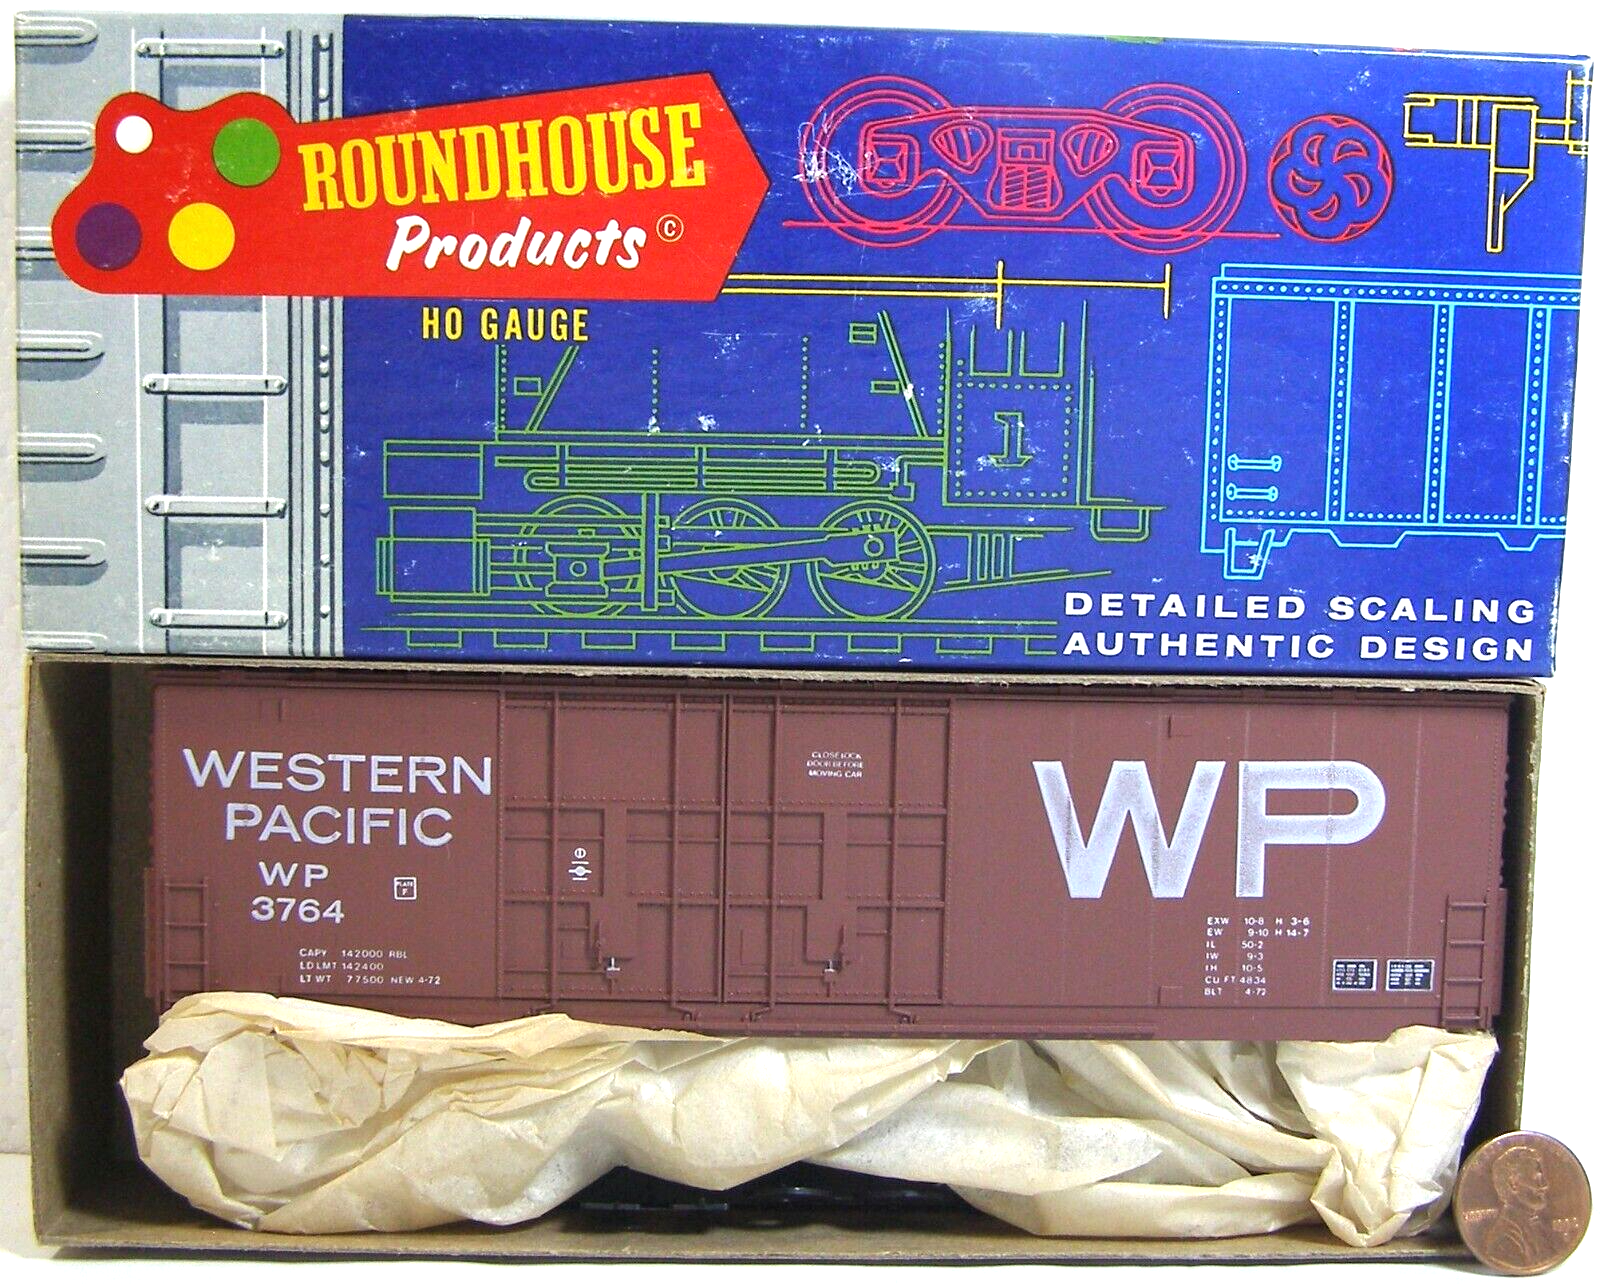 ROUNDHOUSE
Products ©
HO GAUGE
1
DETAILED SCALING
AUTHENTIC DESIGN
WESTERN
PACIFIC
WP
3764
PLATE
F
CAPY 142000 RBL
LD LMT 142400
LT WT 77500 NEW 4-72
CLOSE LOCK
DOOR BEFORE
MOVING CAR
WP
EXW 10-8 H 3-6
EW 9-10 H 14-7
IL 50-2
IW 9-3
IH 10-5
CU FT 4834
BLT 4-72